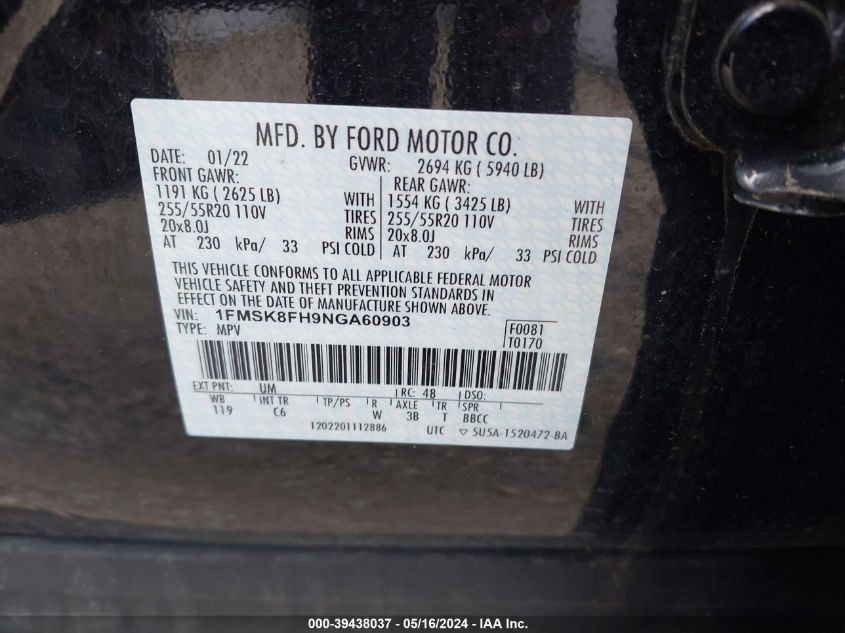 MFD. BY FORD MOTOR CO.
DATE: 01/22 GVWR: 2694 KG ( 5940 LB)
FRONT GAWR: REAR GAWR:
1191 KG ( 2625 LB) WITH 1554 KG ( 3425 LB) WITH
255/55R20 110V TIRES 255/55R20 110V TIRES
20x8.0J RIMS 20x8.0J RIMS
AT 230 kPa/ 33 PSI COLD AT 230 kPa/ 33 PSI COLD
THIS VEHICLE CONFORMS TO ALL APPLICABLE FEDERAL MOTOR
VEHICLE SAFETY AND THEFT PREVENTION STANDARDS IN
EFFECT ON THE DATE OF MANUFACTURE SHOWN ABOVE.
VIN: 1FMSK8FH9NGA60903 F0081
TYPE: MPV T0170
EXT PNT: UM RC: 48 DSO:
WB INT TR TP/PS R AXLE TR SPR
119 C6 W 3B T BBCC
1202201112886 UTC ▽ 5U5A-1520472-BA
000-39438037 - 05/16/2024 - IAA Inc.